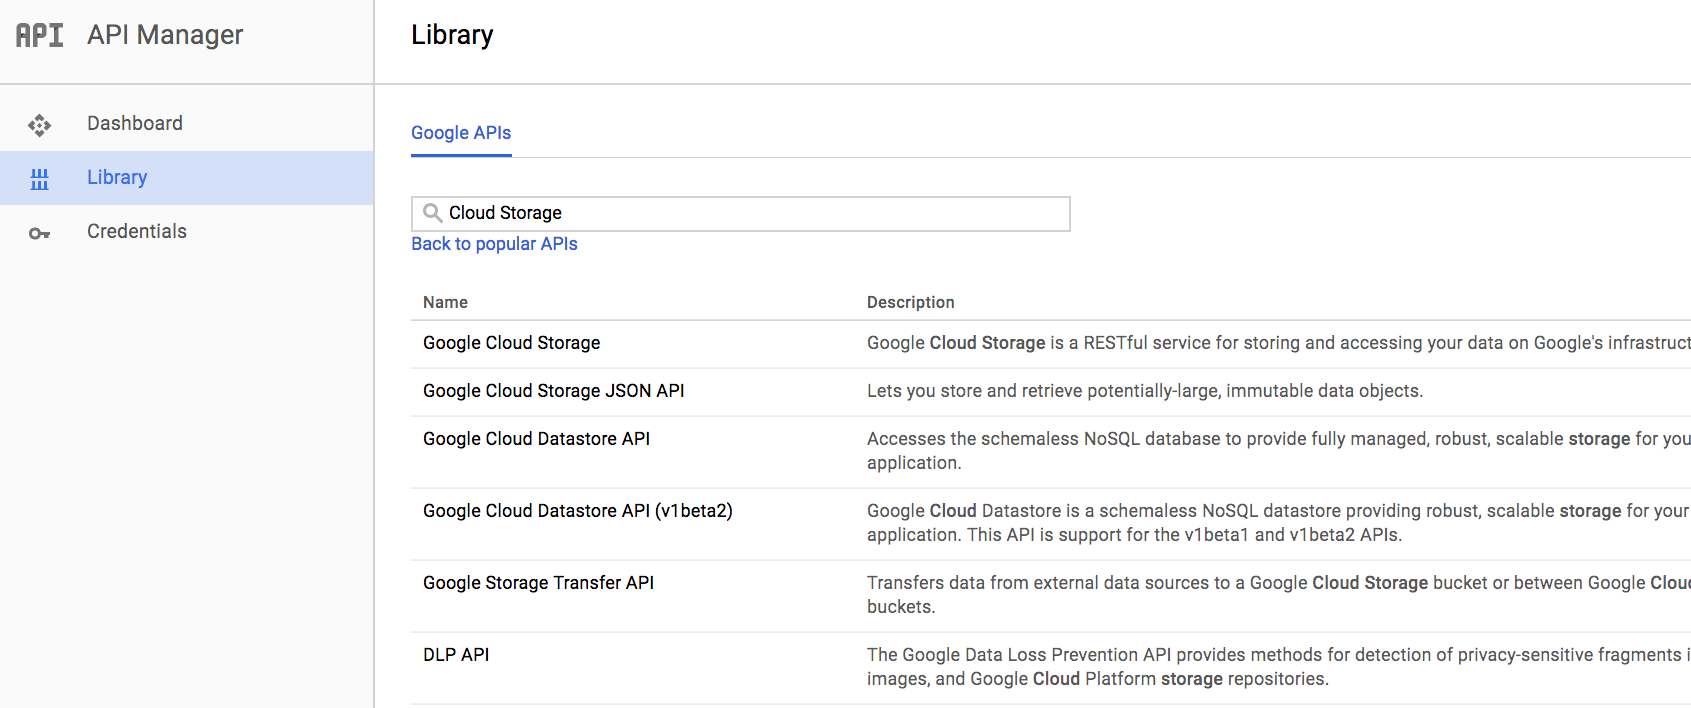 API API Manager
Library
Dashboard
Library
Credentials
Google APIs
Cloud Storage
Back to popular APIs
Name Description
Google Cloud Storage Google Cloud Storage is a RESTful service for storing and accessing your data on Google's infrastruct
Google Cloud Storage JSON API Lets you store and retrieve potentially-large, immutable data objects.
Google Cloud Datastore API Accesses the schemaless NoSQL database to provide fully managed, robust, scalable storage for you
application.
Google Cloud Datastore API (v1beta2) Google Cloud Datastore is a schemaless NoSQL datastore providing robust, scalable storage for your
application. This API is support for the v1beta1 and v1beta2 APIs.
Google Storage Transfer API Transfers data from external data sources to a Google Cloud Storage bucket or between Google Clou
buckets.
DLP API The Google Data Loss Prevention API provides methods for detection of privacy-sensitive fragments i
images, and Google Cloud Platform storage repositories.